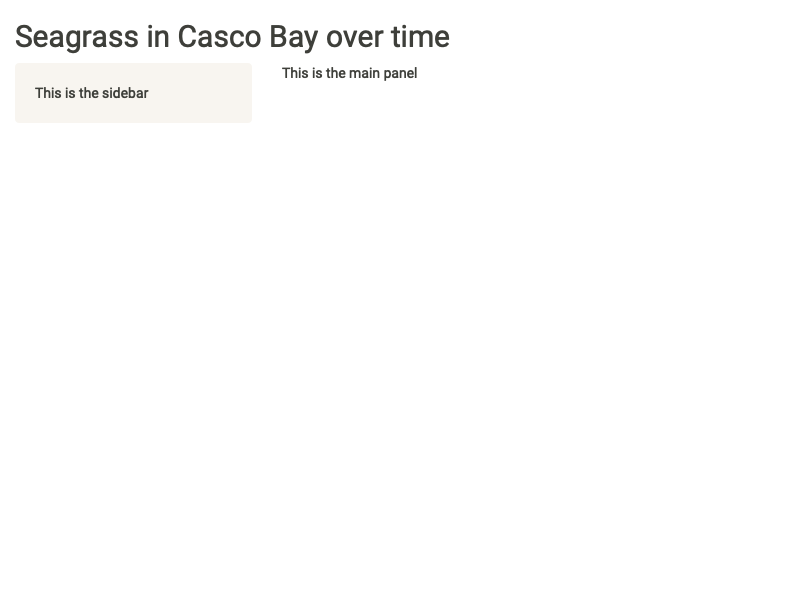 Seagrass in Casco Bay over time
This is the sidebar
This is the main panel